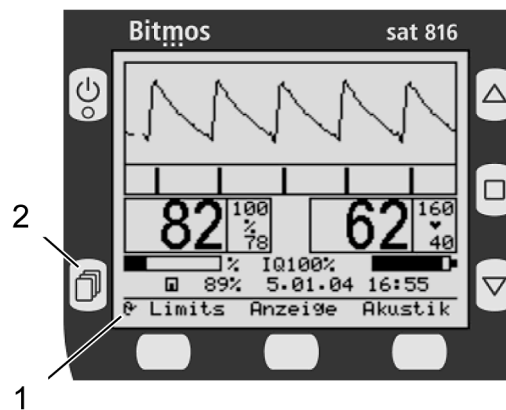 Bitmos sat 816
82 100 % 78 62 160 ♥ 40
% IQ100%
89% 5.01.04 16:55
Limits Anzeige Akustik
2
1